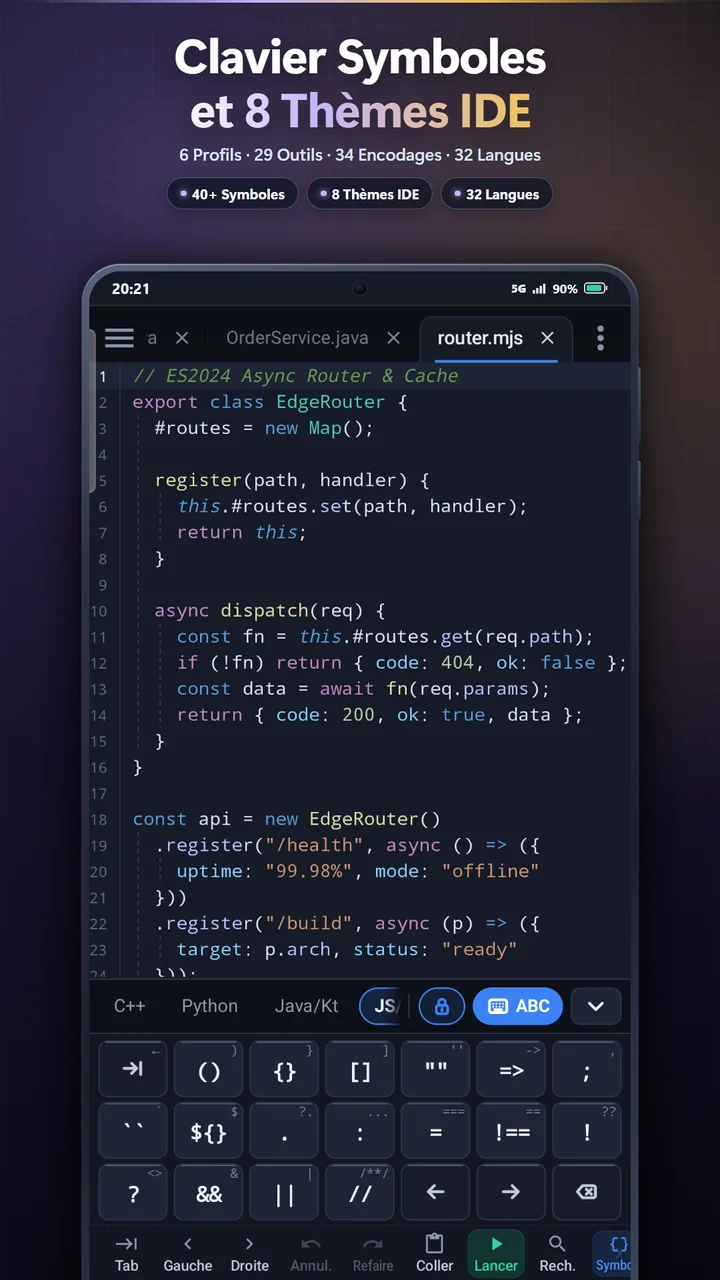 Clavier Symboles
et 8 Thèmes IDE
6 Profils · 29 Outils · 34 Encodages · 32 Langues
40+ Symboles
8 Thèmes IDE
32 Langues
20:21
5G 90%
a
OrderService.java
router.mjs
1 // ES2024 Async Router & Cache
2 export class EdgeRouter {
3 #routes = new Map();
4
5 register(path, handler) {
6 this.#routes.set(path, handler);
7 return this;
8 }
9
10 async dispatch(req) {
11 const fn = this.#routes.get(req.path);
12 if (!fn) return { code: 404, ok: false };
13 const data = await fn(req.params);
14 return { code: 200, ok: true, data };
15 }
16 }
17
18 const api = new EdgeRouter()
19 .register("/health", async () => ({
20 uptime: "99.98%", mode: "offline"
21 }))
22 .register("/build", async (p) => ({
23 target: p.arch, status: "ready"
24 }));
C++ Python Java/Kt JS/ ABC
← ) } ] '' -> ,
→| () {} [] "" => ;
` $ ?. ... === == ??
`` ${} . : = !== !
<> & | /**/
? && || // ← →
Tab Gauche Droite Annul. Refaire Coller Lancer Rech. Symbo